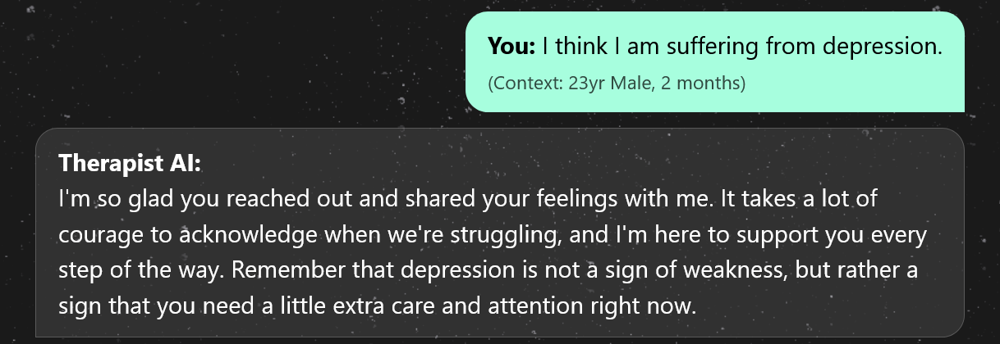 You: I think I am suffering from depression.
(Context: 23yr Male, 2 months)
Therapist AI:
I'm so glad you reached out and shared your feelings with me. It takes a lot of
courage to acknowledge when we're struggling, and I'm here to support you every
step of the way. Remember that depression is not a sign of weakness, but rather a
sign that you need a little extra care and attention right now.